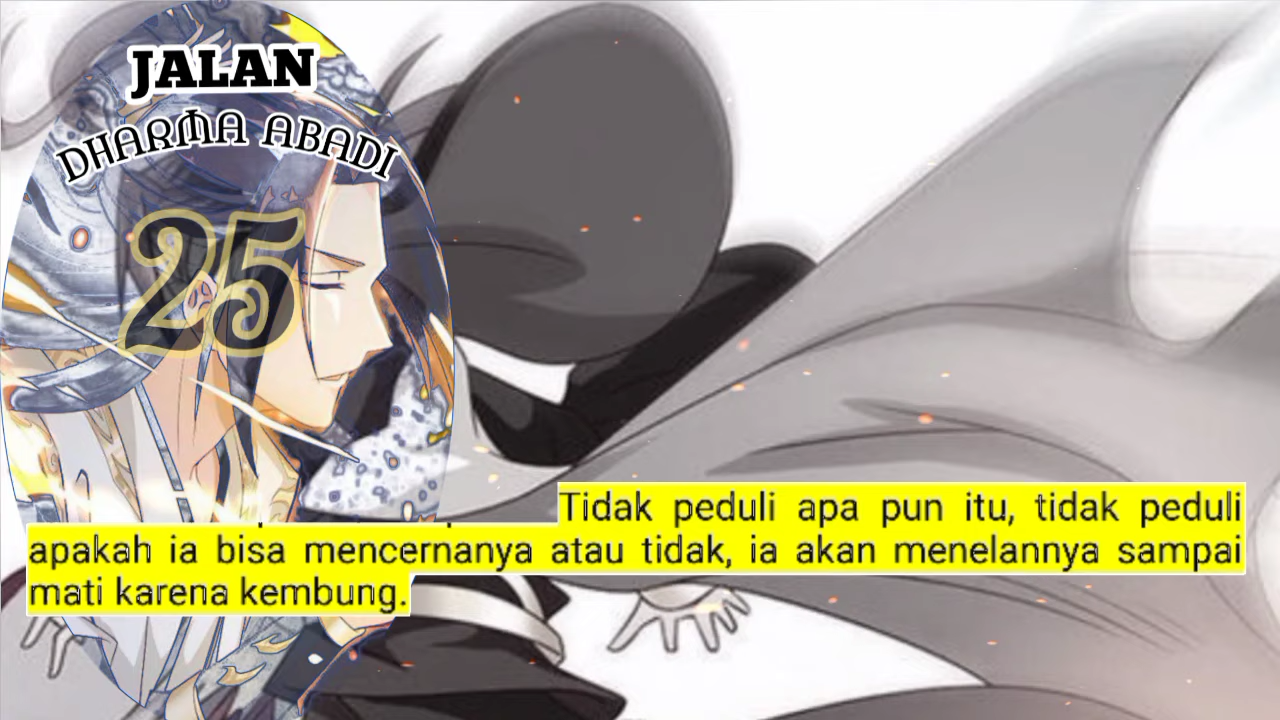 JALAN
DHARMA ABADI
25
Tidak peduli apa pun itu, tidak peduli
apakah ia bisa mencernanya atau tidak, ia akan menelannya sampai
mati karena kembung.